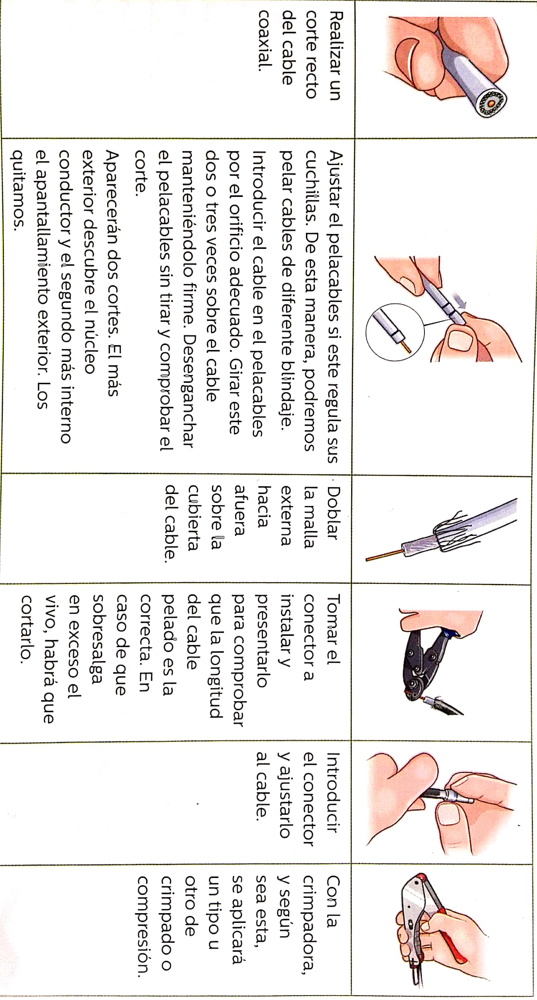 Realizar un
corte recto
del cable
coaxial.
Ajustar el pelacables si este regula sus
cuchillas. De esta manera, podremos
pelar cables de diferente blindaje.
Introducir el cable en el pelacables
por el orificio adecuado. Girar este
dos o tres veces sobre el cable
manteniéndolo firme. Desenganchar
el pelacables sin tirar y comprobar el
corte.
Aparecerán dos cortes. El más
exterior descubre el núcleo
conductor y el segundo más interno
el apantallamiento exterior. Los
quitamos.
Doblar
la malla
externa
hacia
afuera
sobre la
cubierta
del cable.
Tomar el
conector a
instalar y
presentarlo
para comprobar
que la longitud
del cable
pelado es la
correcta. En
caso de que
sobresalga
en exceso el
vivo, habrá que
cortarlo.
Introducir
el conector
y ajustarlo
al cable.
Con la
crimpadora,
y según
sea esta,
se aplicará
un tipo u
otro de
crimpado o
compresión.